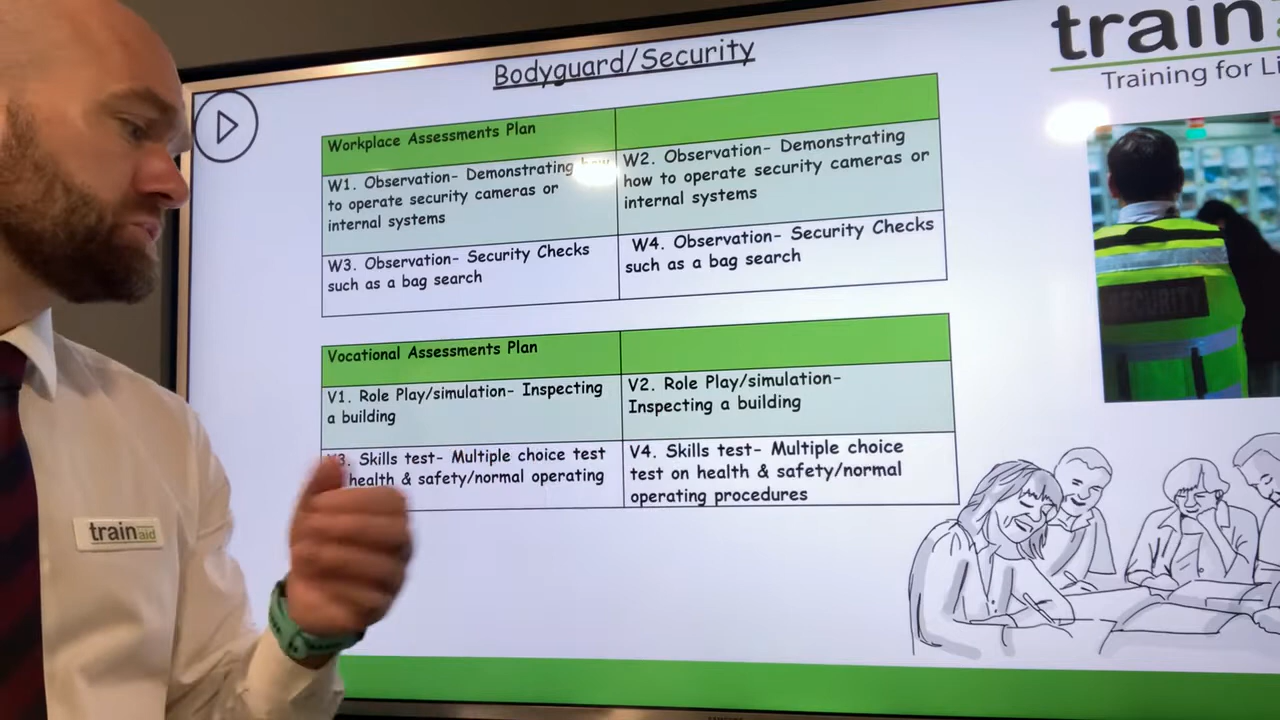 Bodyguard/Security
train
Training for Li
Workplace Assessments Plan
W1. Observation- Demonstrating how
to operate security cameras or
internal systems
W2. Observation- Demonstrating
how to operate security cameras or
internal systems
W3. Observation- Security Checks
such as a bag search
W4. Observation- Security Checks
such as a bag search
SECURITY
Vocational Assessments Plan
V1. Role Play/simulation- Inspecting
a building
V2. Role Play/simulation-
Inspecting a building
V3. Skills test- Multiple choice test
health & safety/normal operating
V4. Skills test- Multiple choice
test on health & safety/normal
operating procedures
trainaid